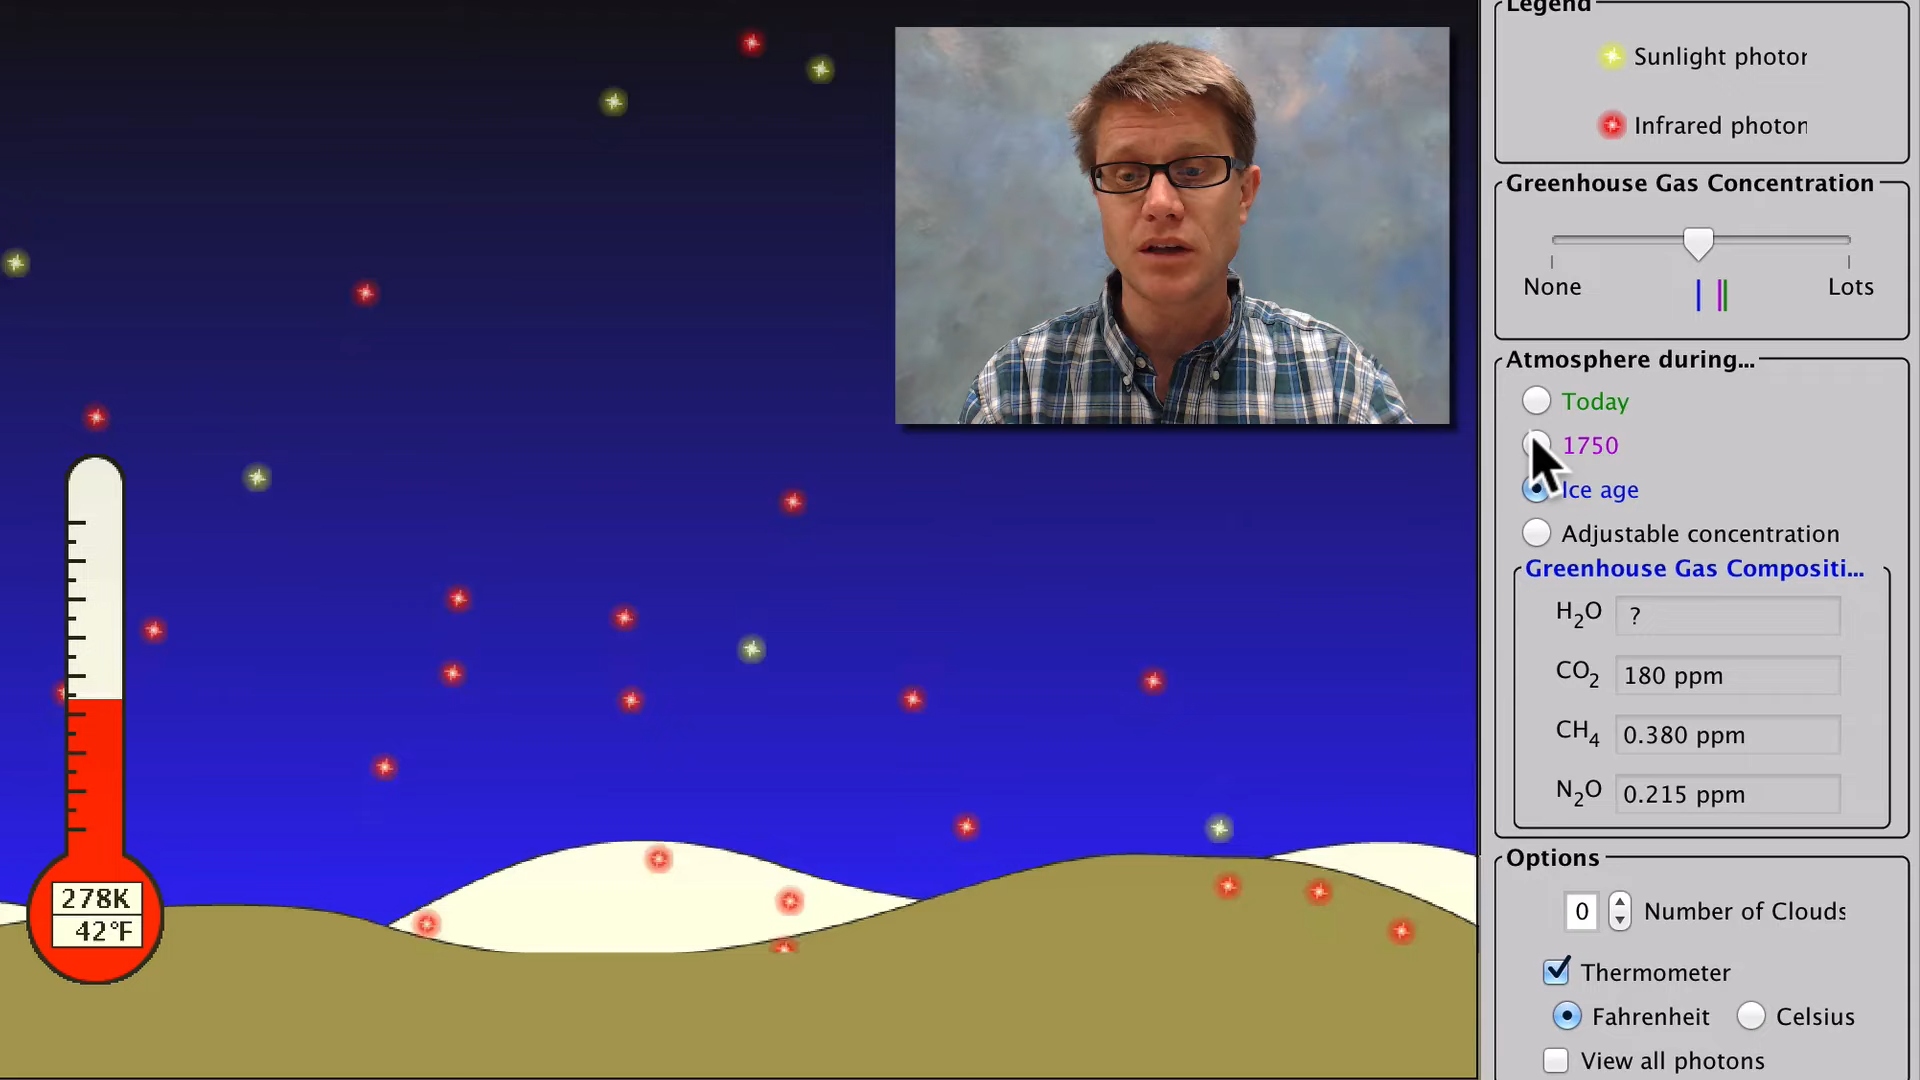 Legend
Sunlight photon
Infrared photon
Greenhouse Gas Concentration
None
Lots
Atmosphere during...
Today
1750
Ice age
Adjustable concentration
Greenhouse Gas Compositi...
H2O ?
CO2 180 ppm
CH4 0.380 ppm
N2O 0.215 ppm
Options
0 Number of Clouds
Thermometer
Fahrenheit Celsius
View all photons
278K
42°F